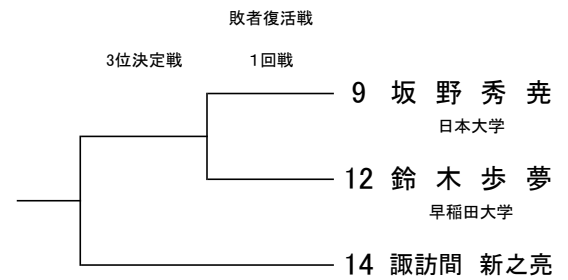 敗者復活戦
3位決定戦 1回戦
9 坂 野 秀 尭
日本大学
12 鈴 木 歩 夢
早稲田大学
14 諏訪間 新之亮